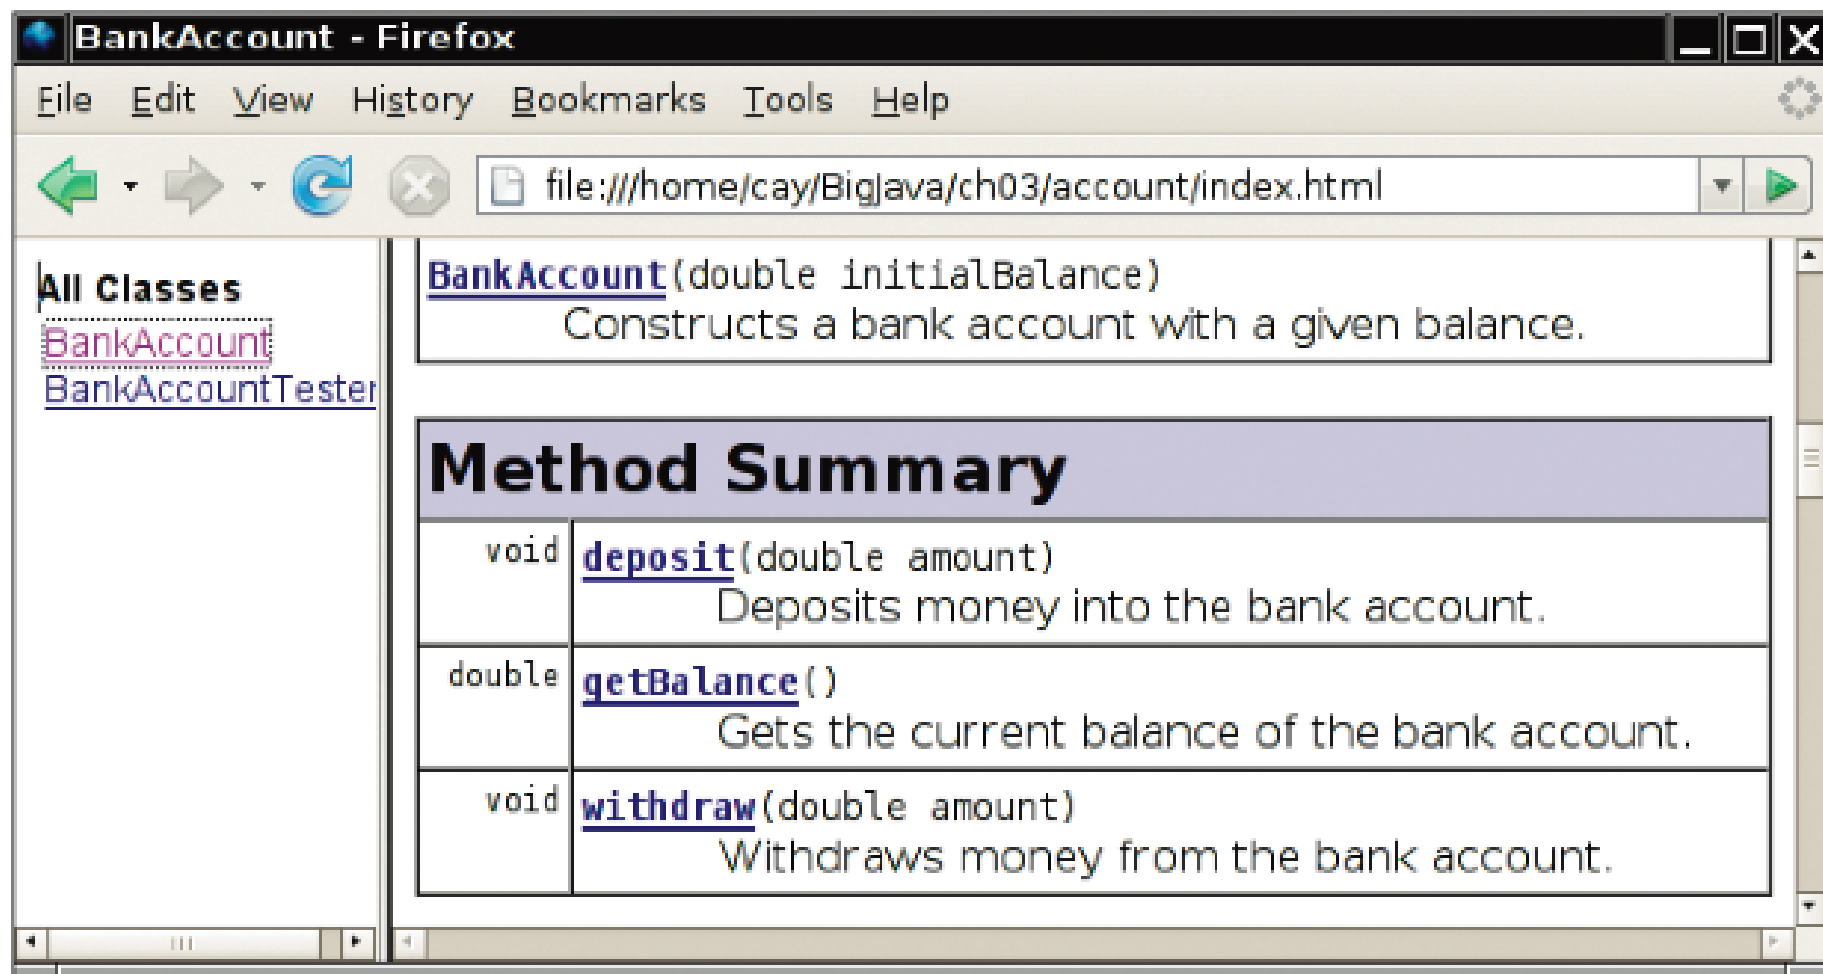 BankAccount - Firefox
File Edit View History Bookmarks Tools Help
file:///home/cay/BigJava/ch03/account/index.html
All Classes
BankAccount
BankAccountTester
BankAccount(double initialBalance)
Constructs a bank account with a given balance.
Method Summary
void deposit(double amount)
Deposits money into the bank account.
double getBalance()
Gets the current balance of the bank account.
void withdraw(double amount)
Withdraws money from the bank account.